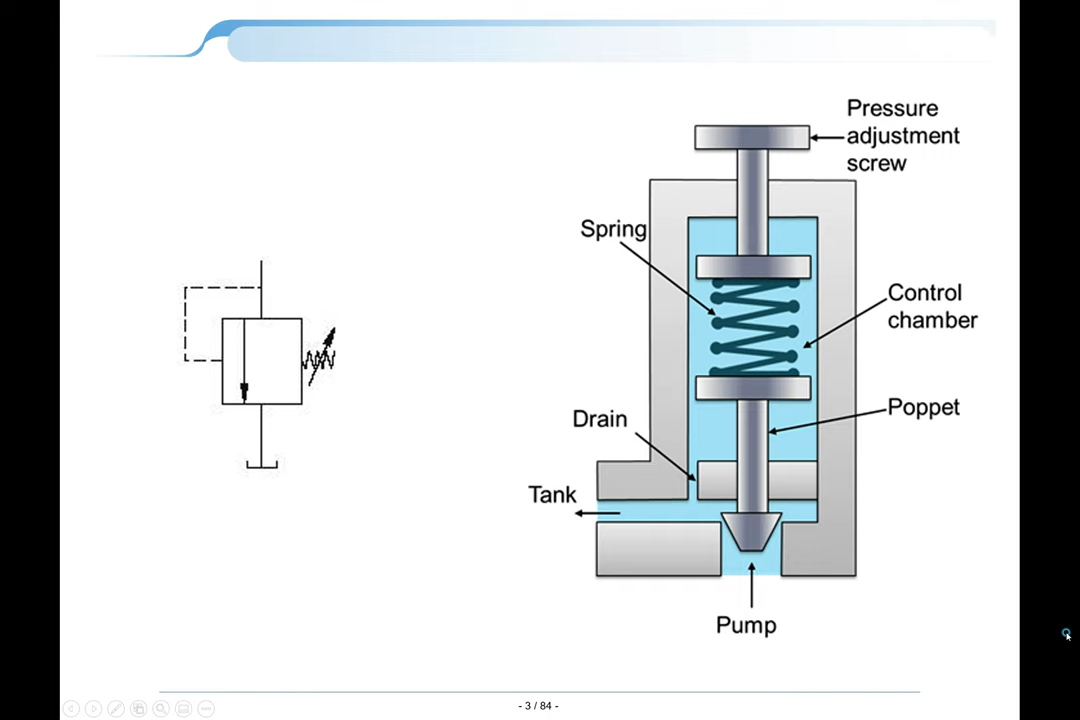 Pressure
adjustment
screw
Spring
Control
chamber
Poppet
Drain
Tank
Pump
- 3 / 84 -